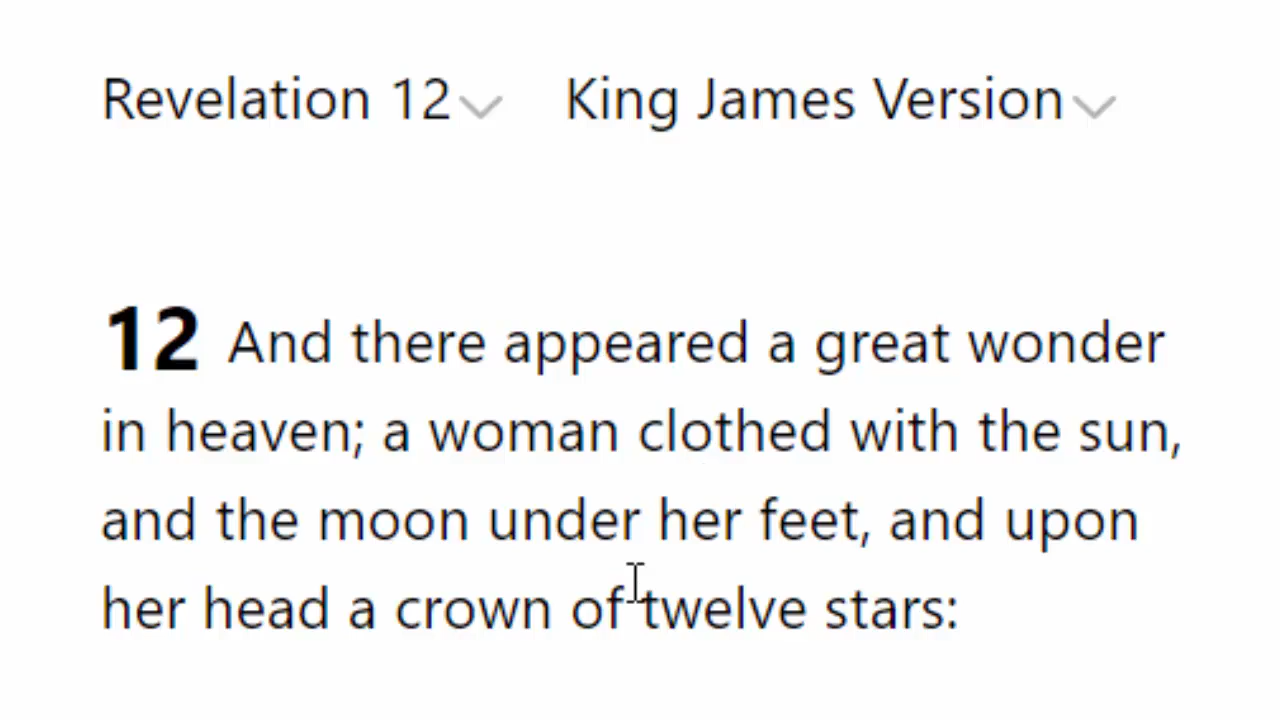 Revelation 12 King James Version
12 And there appeared a great wonder
in heaven; a woman clothed with the sun,
and the moon under her feet, and upon
her head a crown of twelve stars: